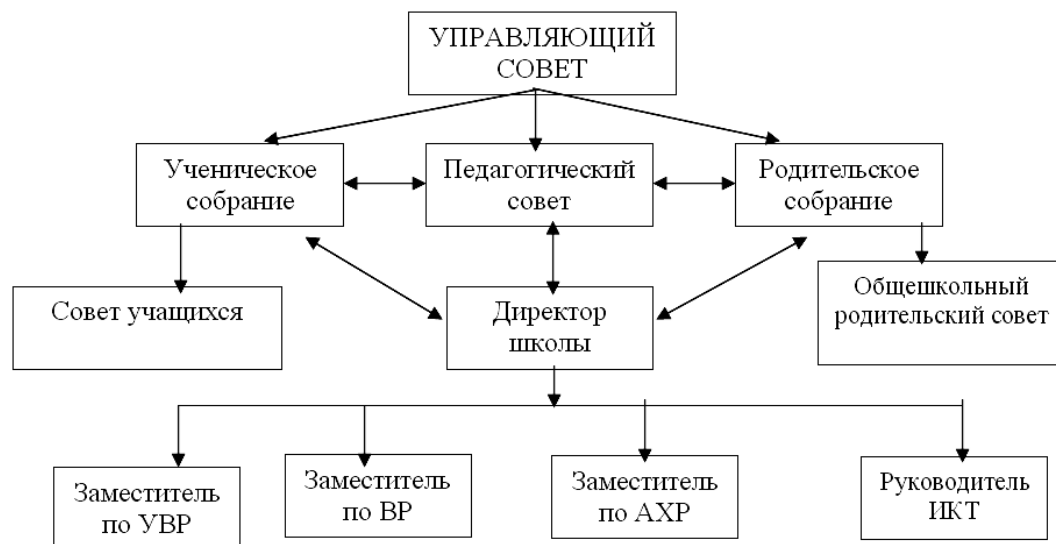 УПРАВЛЯЮЩИЙ
СОВЕТ
Ученическое
собрание
Педагогический
совет
Родительское
собрание
Совет учащихся
Директор
школы
Общешкольный
родительский совет
Заместитель
по УВР
Заместитель
по ВР
Заместитель
по АХР
Руководитель
ИКТ